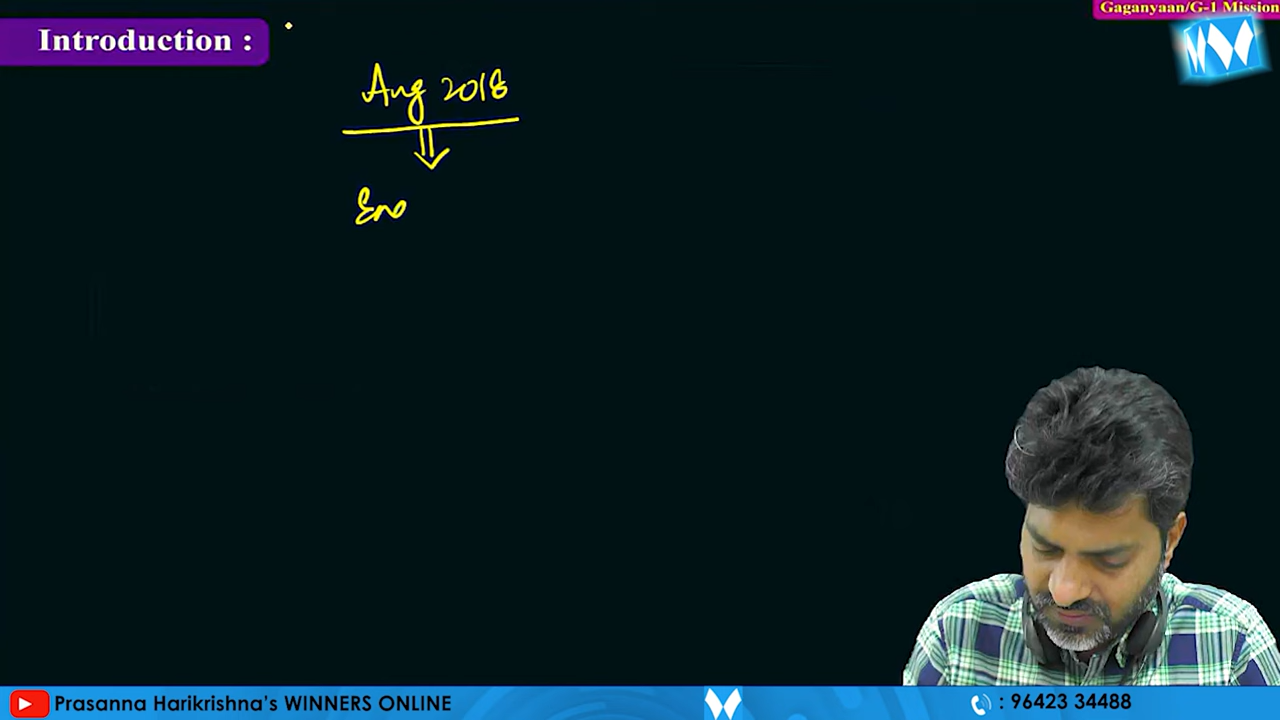 Gaganyaan/G-1 Mission
Introduction :
Aug 2018
Prasanna Harikrishna's WINNERS ONLINE
: 96423 34488